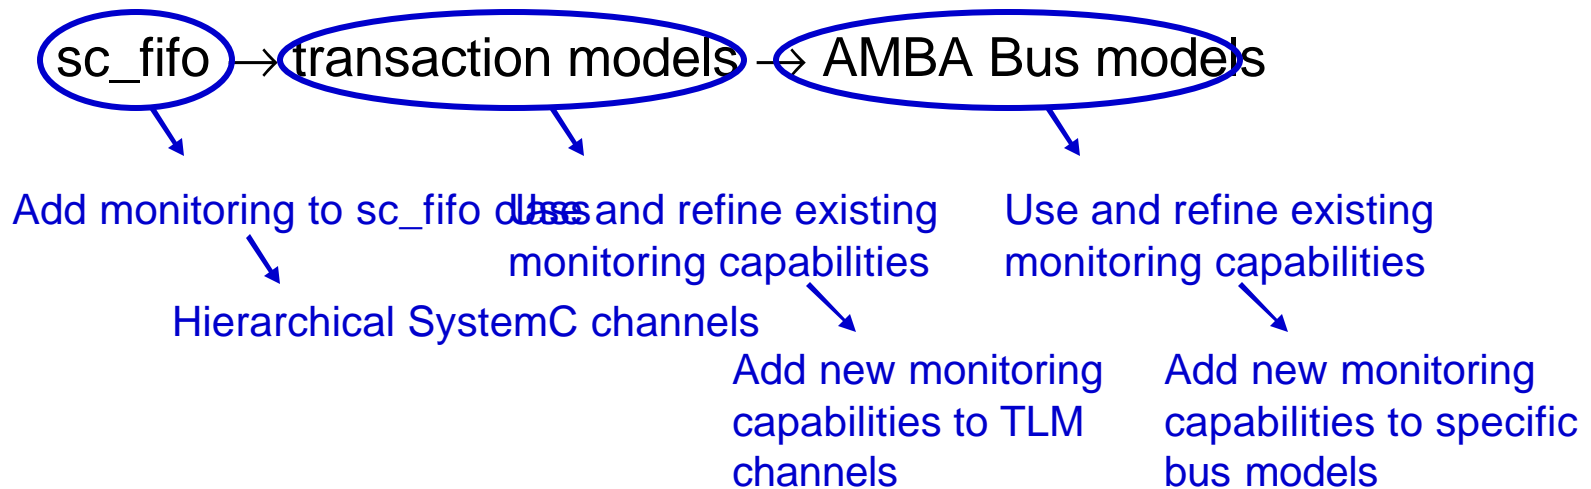 sc_fifo → transaction models → AMBA Bus models
Add monitoring to sc_fifo class
Use and refine existing
monitoring capabilities
Use and refine existing
monitoring capabilities
Hierarchical SystemC channels
Add new monitoring
capabilities to TLM
channels
Add new monitoring
capabilities to specific
bus models